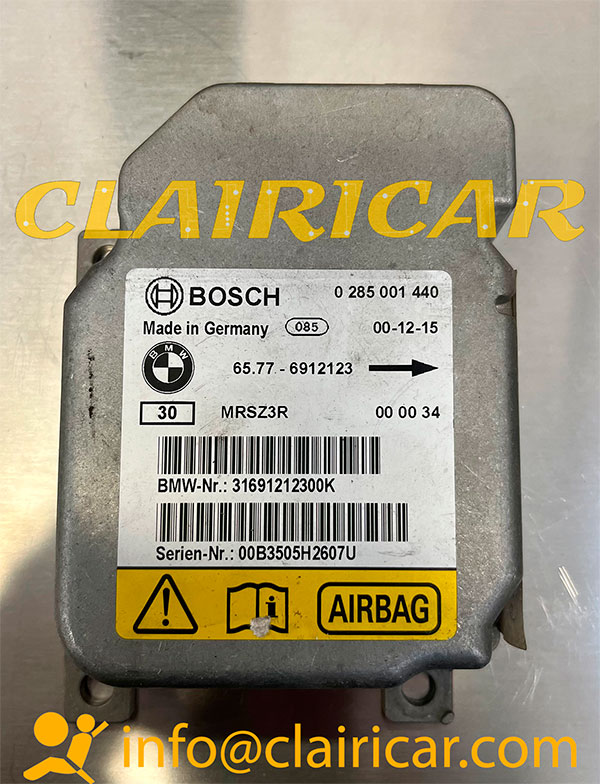 CLAIRICAR
BOSCH 0 285 001 440
Made in Germany 085 00-12-15
BMW 65.77 - 6912123
30 MRSZ3R 00 00 34
BMW-Nr.: 31691212300K
Serien-Nr.: 00B3505H2607U
AIRBAG
info@clairicar.com